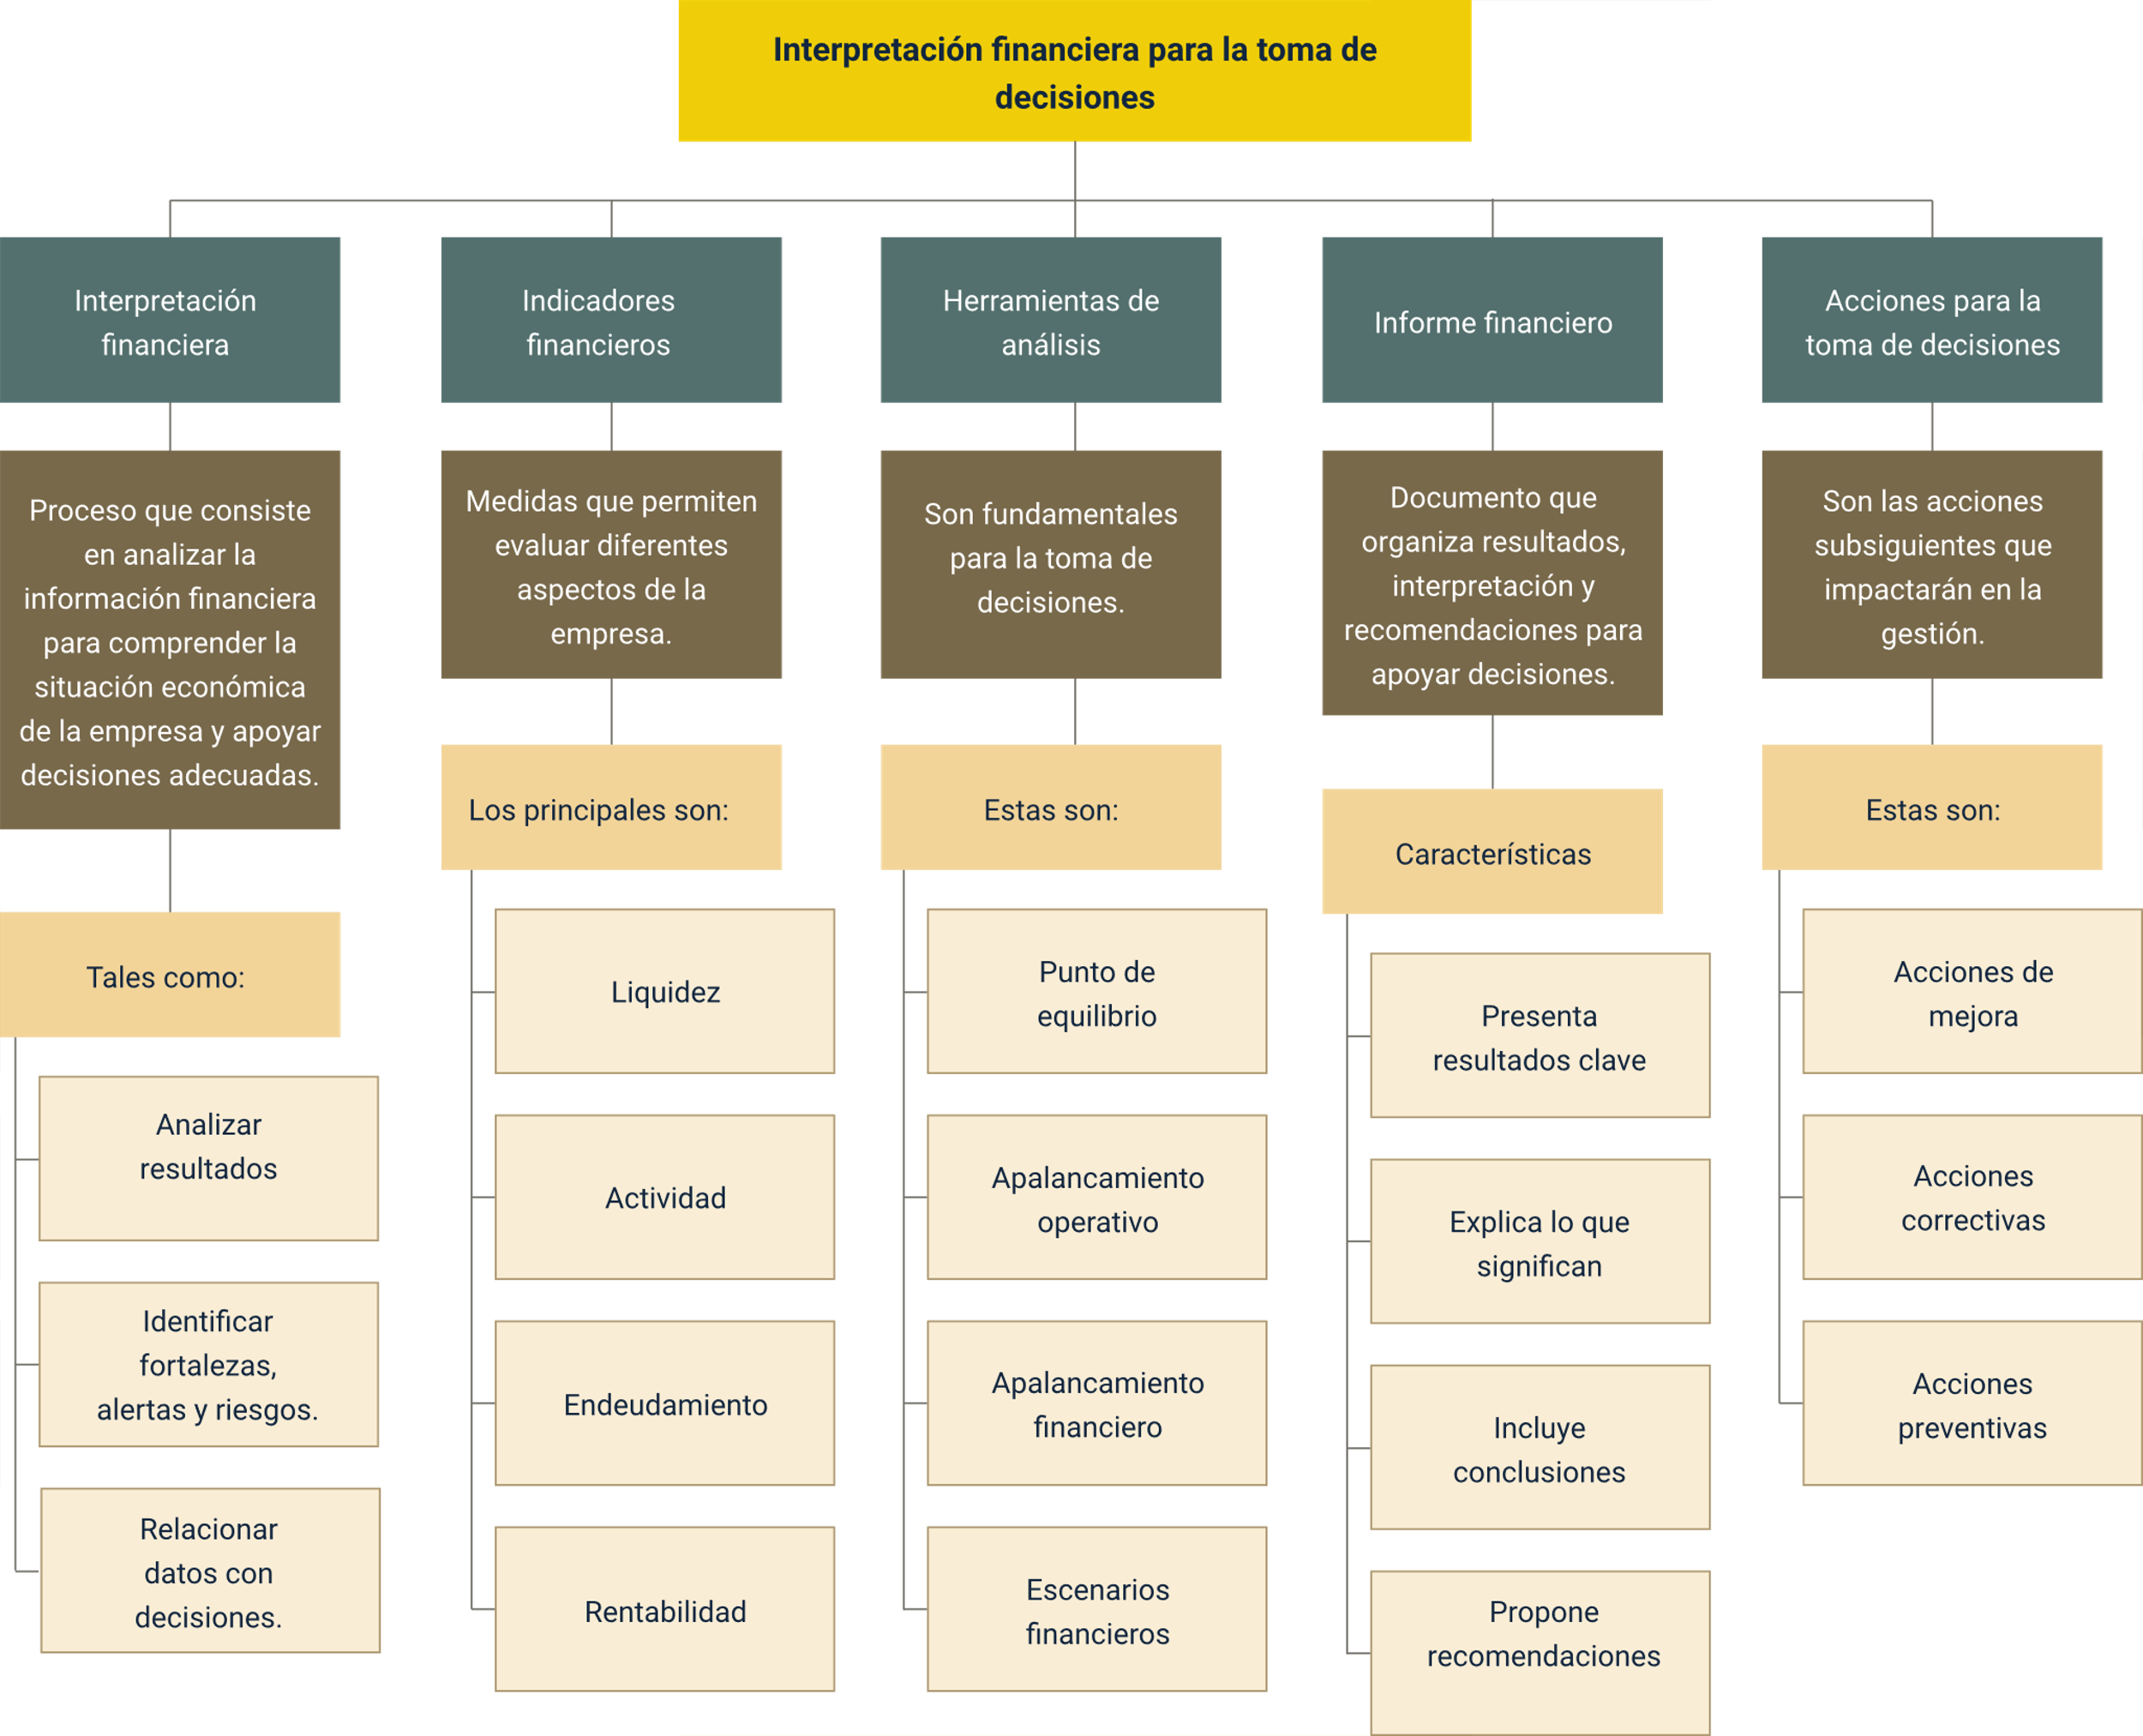 Interpretación financiera para la toma de
decisiones
Interpretación
financiera
Proceso que consiste
en analizar la
información financiera
para comprender la
situación económica
de la empresa y apoyar
decisiones adecuadas.
Tales como:
Analizar
resultados
Identificar
fortalezas,
alertas y riesgos.
Relacionar
datos con
decisiones.
Indicadores
financieros
Medidas que permiten
evaluar diferentes
aspectos de la
empresa.
Los principales son:
Liquidez
Actividad
Endeudamiento
Rentabilidad
Herramientas de
análisis
Son fundamentales
para la toma de
decisiones.
Estas son:
Punto de
equilibrio
Apalancamiento
operativo
Apalancamiento
financiero
Escenarios
financieros
Informe financiero
Documento que
organiza resultados,
interpretación y
recomendaciones para
apoyar decisiones.
Características
Presenta
resultados clave
Explica lo que
significan
Incluye
conclusiones
Propone
recomendaciones
Acciones para la
toma de decisiones
Son las acciones
subsiguientes que
impactarán en la
gestión.
Estas son:
Acciones de
mejora
Acciones
correctivas
Acciones
preventivas